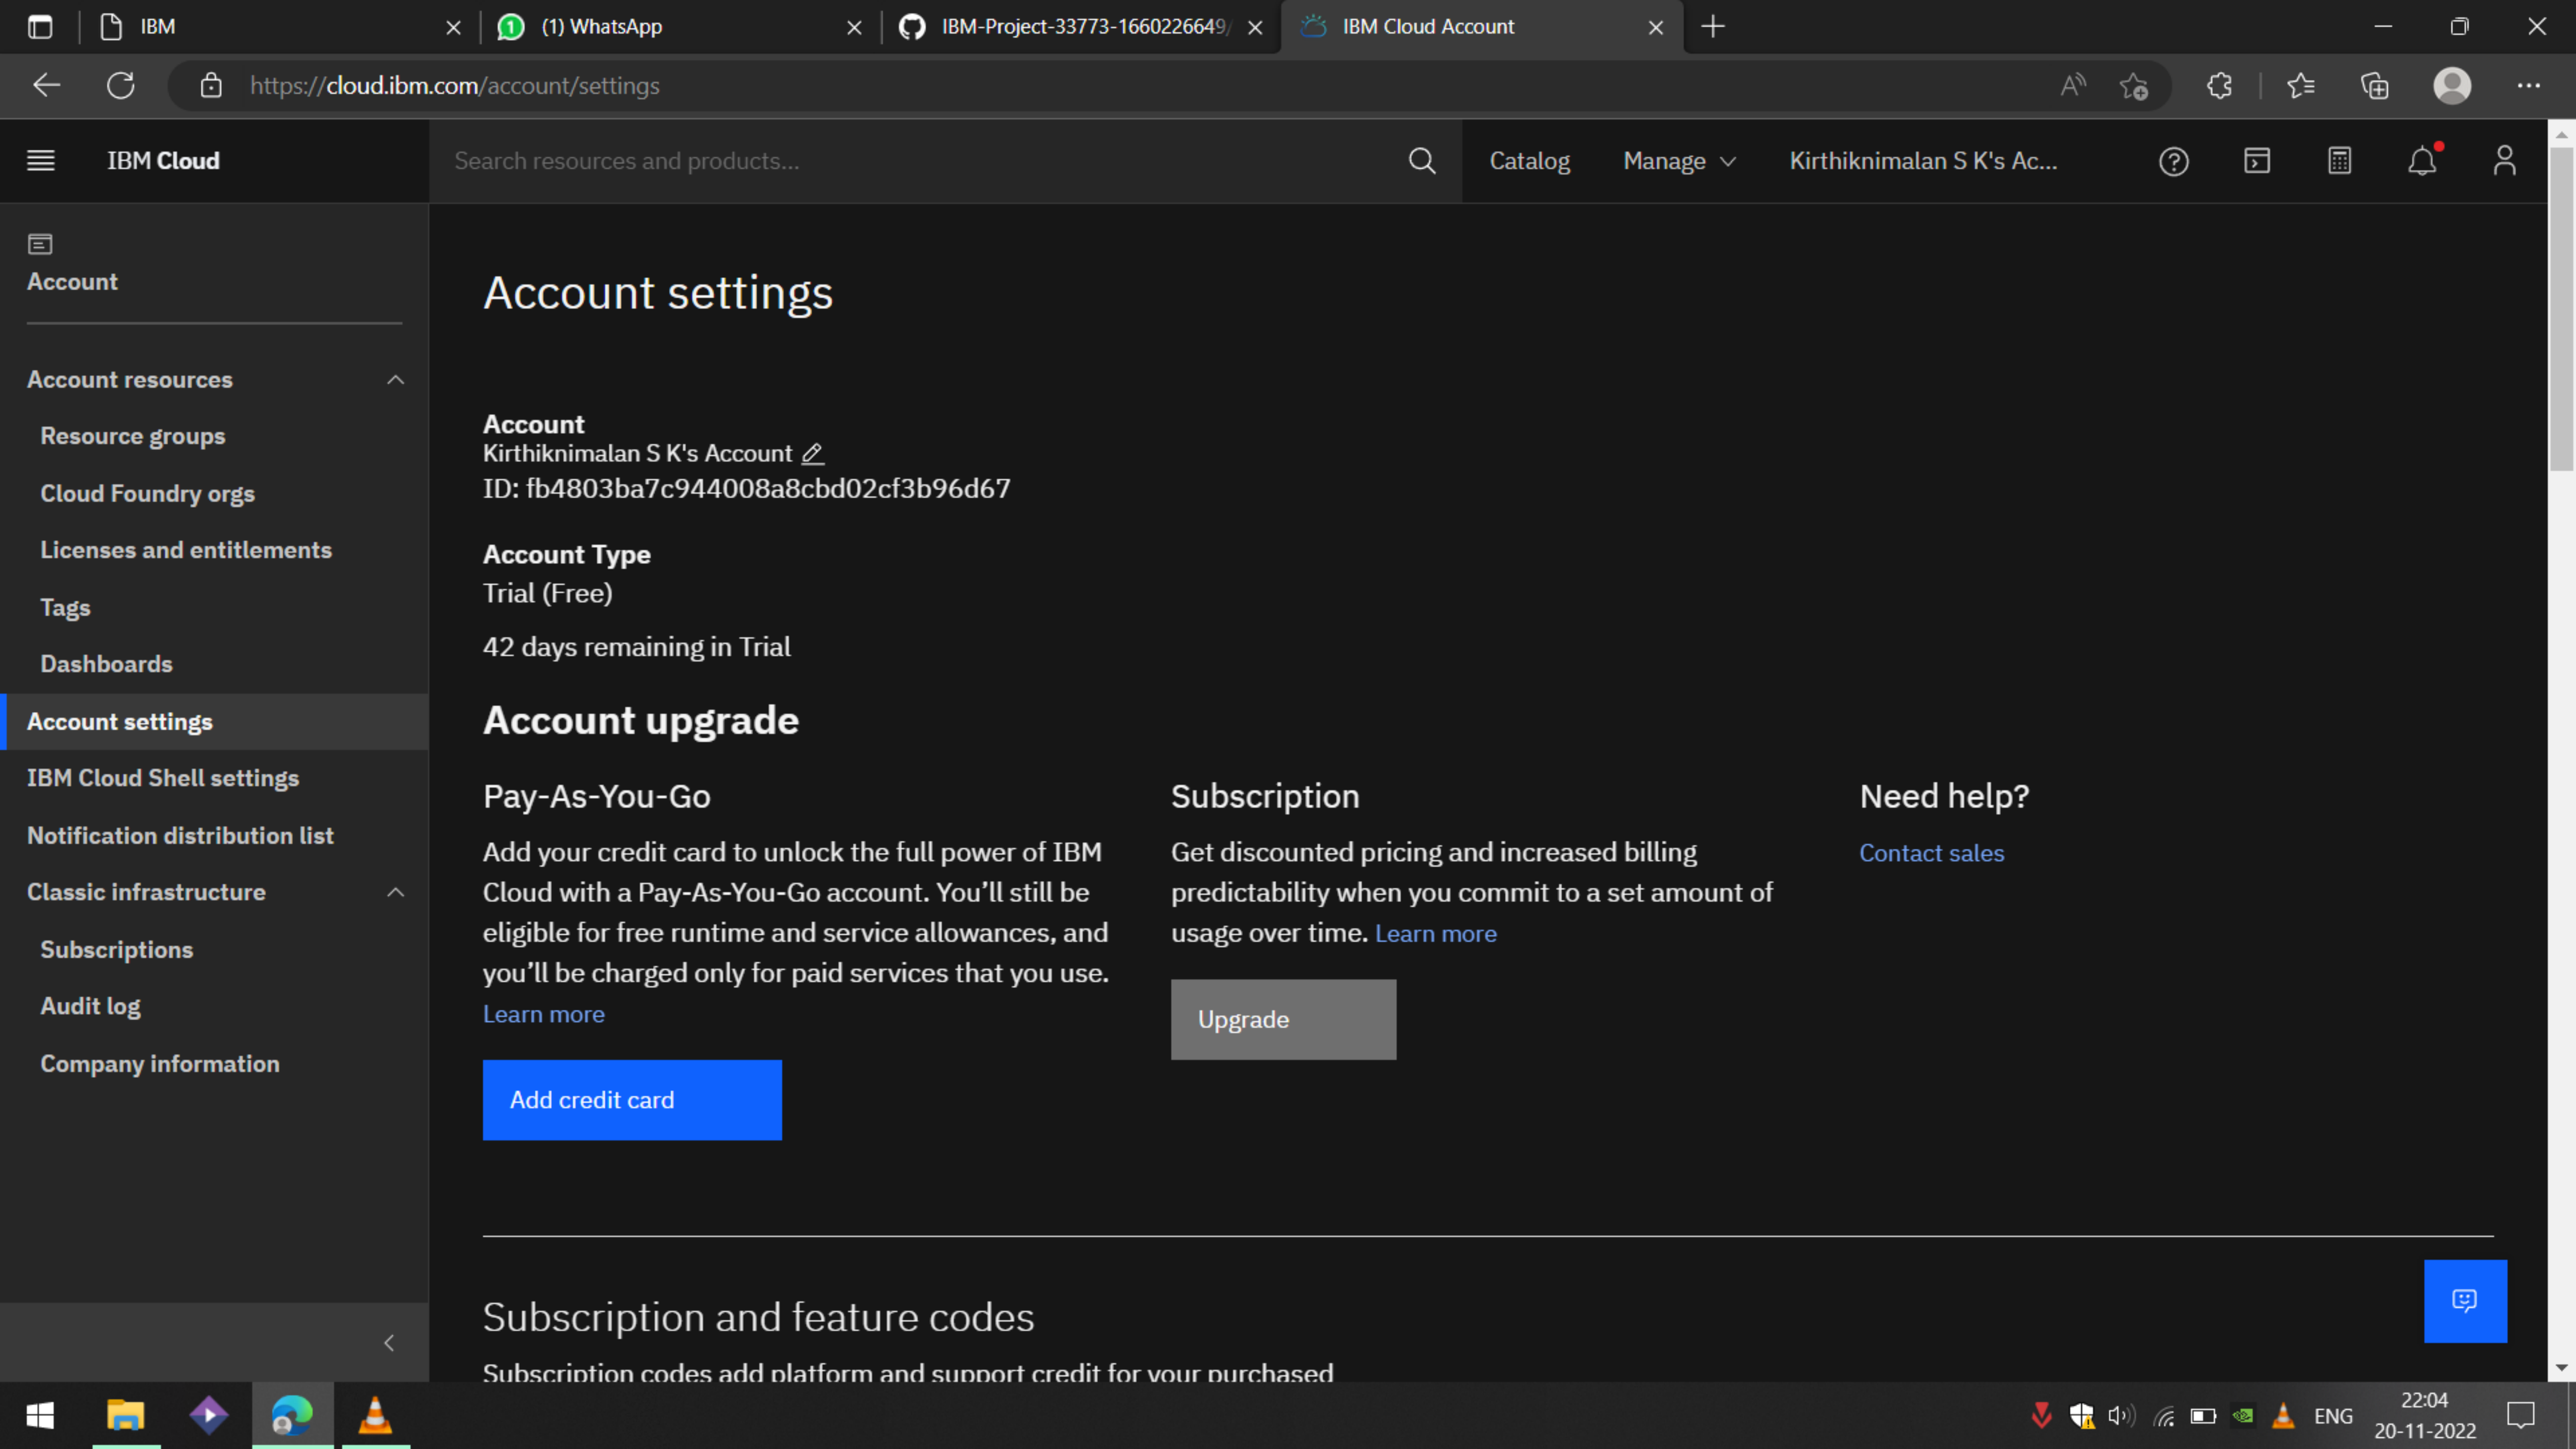 IBM
(1) WhatsApp
IBM-Project-33773-1660226649/
IBM Cloud Account
https://cloud.ibm.com/account/settings
IBM Cloud
Search resources and products...
Catalog
Manage
Kirthiknimalan S K's Ac...
Account
Account resources
Resource groups
Cloud Foundry orgs
Licenses and entitlements
Tags
Dashboards
Account settings
IBM Cloud Shell settings
Notification distribution list
Classic infrastructure
Subscriptions
Audit log
Company information
Account settings
Account
Kirthiknimalan S K's Account
ID: fb4803ba7c944008a8cbd02cf3b96d67
Account Type
Trial (Free)
42 days remaining in Trial
Account upgrade
Pay-As-You-Go
Add your credit card to unlock the full power of IBM
Cloud with a Pay-As-You-Go account. You’ll still be
eligible for free runtime and service allowances, and
you’ll be charged only for paid services that you use.
Learn more
Add credit card
Subscription
Get discounted pricing and increased billing
predictability when you commit to a set amount of
usage over time. Learn more
Upgrade
Need help?
Contact sales
Subscription and feature codes
Subscription codes add platform and support credit for your purchased
ENG
22:04
20-11-2022